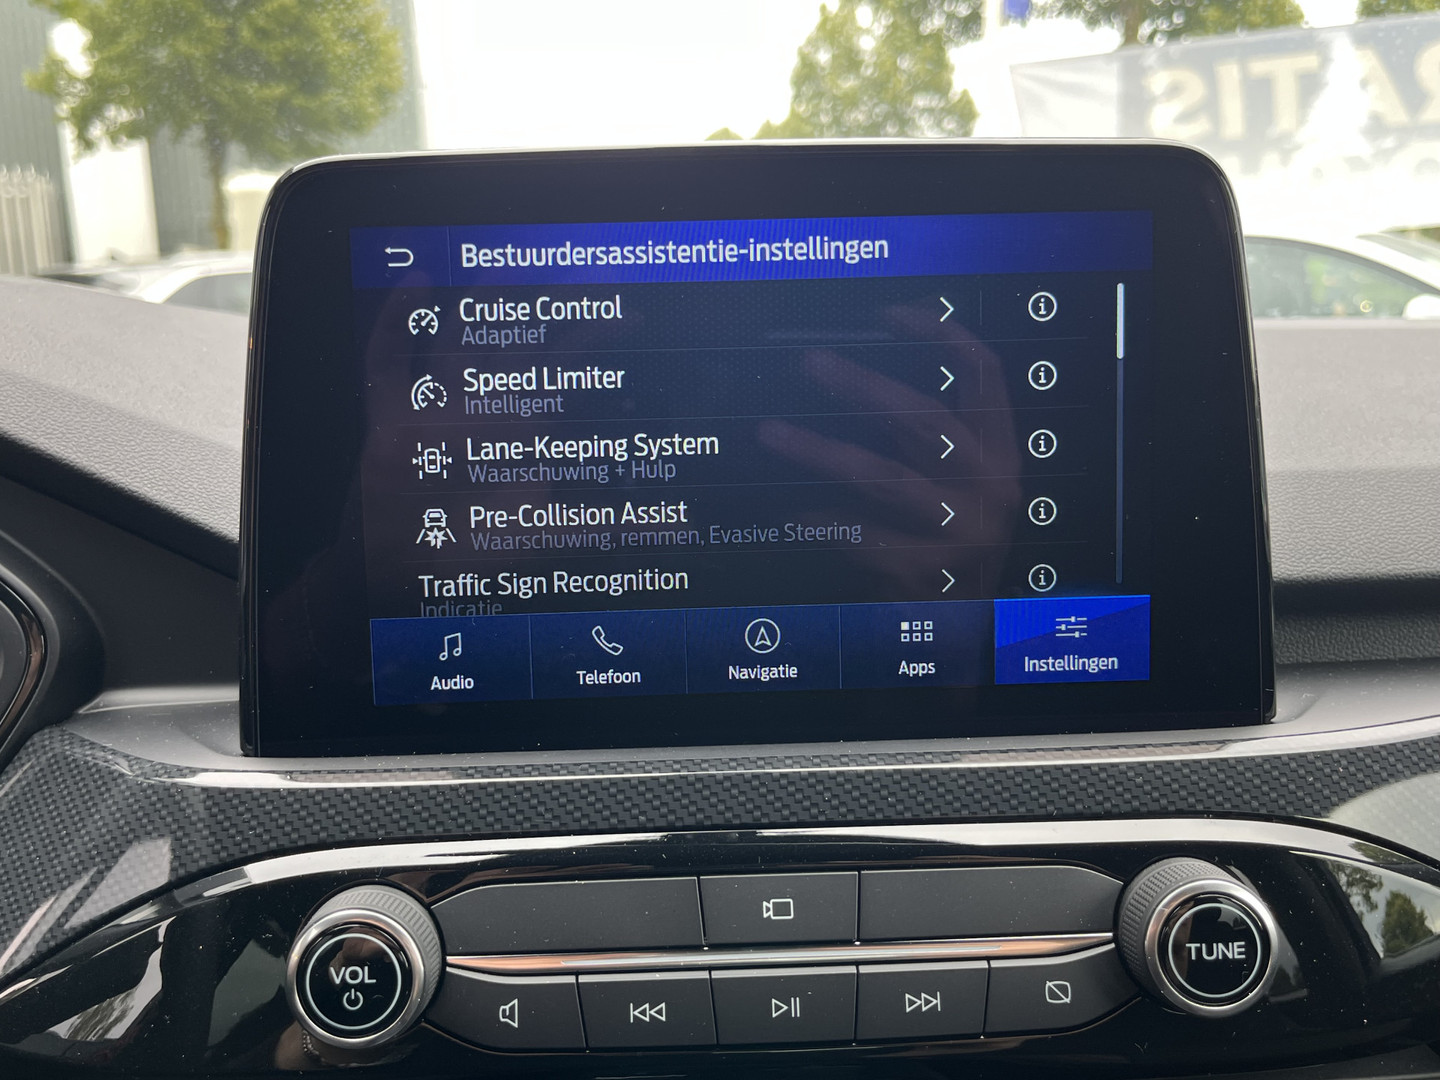 RATIS
Bestuurdersassistentie-instellingen
Cruise Control
Adaptief
Speed Limiter
Intelligent
Lane-Keeping System
Waarschuwing + Hulp
Pre-Collision Assist
Waarschuwing, remmen, Evasive Steering
Traffic Sign Recognition
Indicatie
Audio
Telefoon
Navigatie
Apps
Instellingen
VOL
TUNE